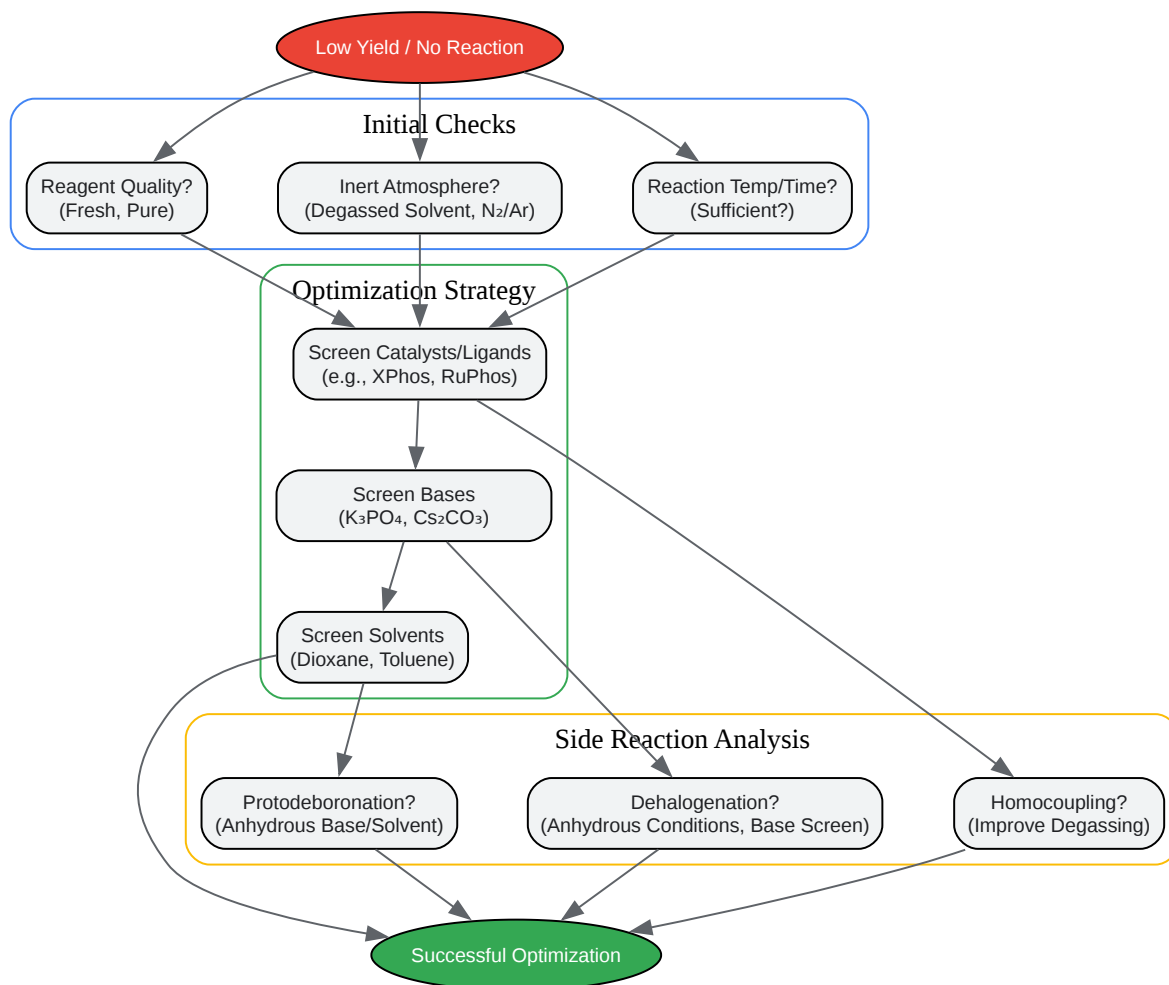 Low Yield / No Reaction
Initial Checks
Reagent Quality?
(Fresh, Pure)
Inert Atmosphere?
(Degassed Solvent, N₂/Ar)
Reaction Temp/Time?
(Sufficient?)
Optimization Strategy
Screen Catalysts/Ligands
(e.g., XPhos, RuPhos)
Screen Bases
(K₃PO₄, Cs₂CO₃)
Screen Solvents
(Dioxane, Toluene)
Side Reaction Analysis
Protodeboronation?
(Anhydrous Base/Solvent)
Dehalogenation?
(Anhydrous Conditions, Base Screen)
Homocoupling?
(Improve Degassing)
Successful Optimization